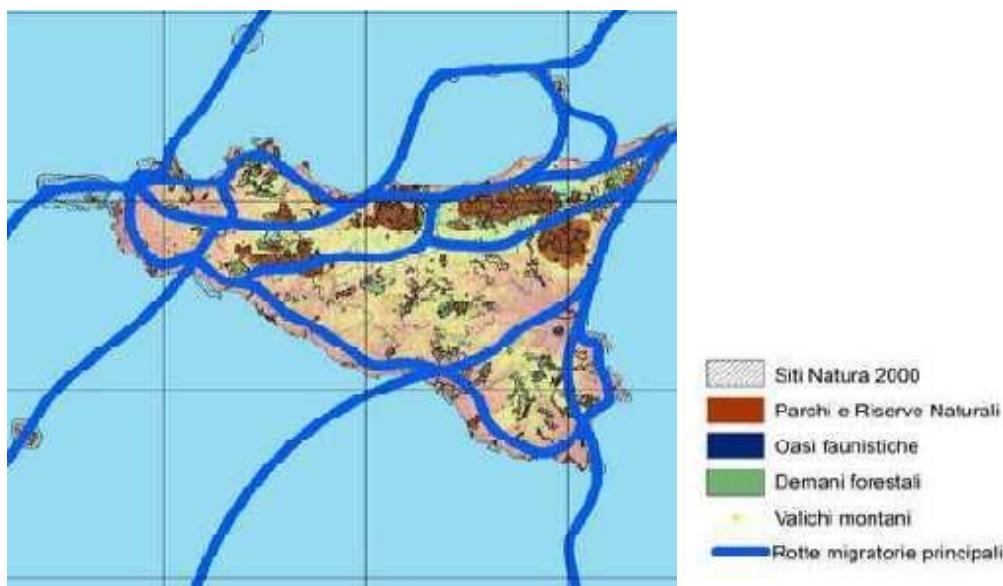 Siti Natura 2000
Parchi e Riserve Naturali
Oasi faunistiche
Demani forestali
Valichi montani
Rotte migratorie principali